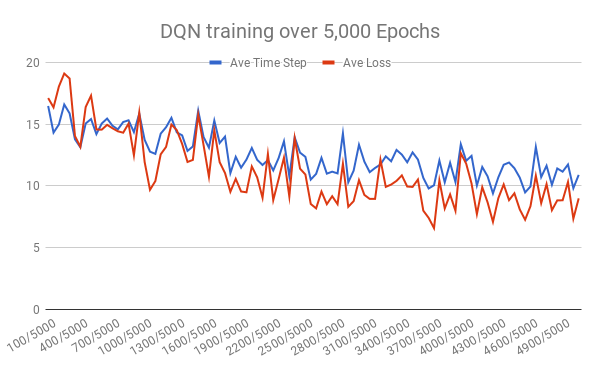 DQN training over 5,000 Epochs
Ave Time Step Ave Loss
20
15
10
5
0
100/5000 400/5000 700/5000 1000/5000 1300/5000 1600/5000 1900/5000 2200/5000 2500/5000 2800/5000 3100/5000 3400/5000 3700/5000 4000/5000 4300/5000 4600/5000 4900/5000